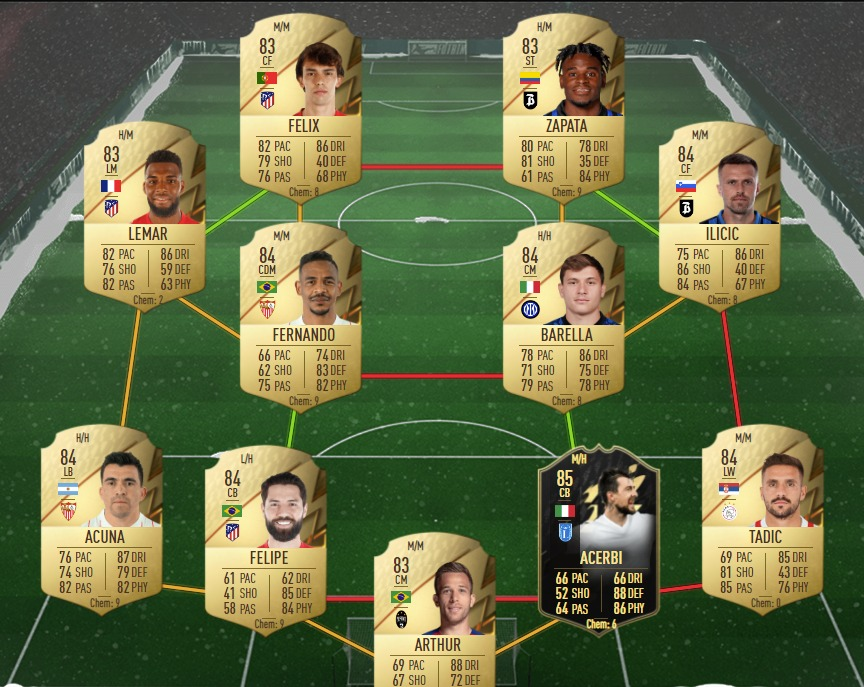 M/M
83
CF
FELIX
82 PAC 86 DRI
79 SHO 40 DEF
76 PAS 68 PHY
Chem: 8
H/M
83
ST
ZAPATA
80 PAC 78 DRI
81 SHO 35 DEF
61 PAS 84 PHY
Chem: 9
H/M
83
LM
LEMAR
82 PAC 86 DRI
76 SHO 59 DEF
82 PAS 63 PHY
Chem: 2
M/M
84
CF
ILICIC
75 PAC 86 DRI
86 SHO 40 DEF
84 PAS 67 PHY
Chem: 8
M/M
84
CDM
FERNANDO
66 PAC 74 DRI
62 SHO 83 DEF
75 PAS 82 PHY
Chem: 9
H/H
84
CM
BARELLA
78 PAC 86 DRI
71 SHO 75 DEF
79 PAS 78 PHY
Chem: 8
H/H
84
LB
ACUNA
76 PAC 87 DRI
74 SHO 79 DEF
82 PAS 82 PHY
Chem: 9
L/H
84
CB
FELIPE
61 PAC 62 DRI
41 SHO 85 DEF
58 PAS 84 PHY
Chem: 9
M/M
83
CM
ARTHUR
69 PAC 88 DRI
67 SHO 72 DEF
M/H
85
CB
ACERBI
66 PAC 66 DRI
52 SHO 88 DEF
64 PAS 86 PHY
Chem: 6
M/M
84
LW
TADIC
69 PAC 85 DRI
81 SHO 43 DEF
85 PAS 76 PHY
Chem: 0